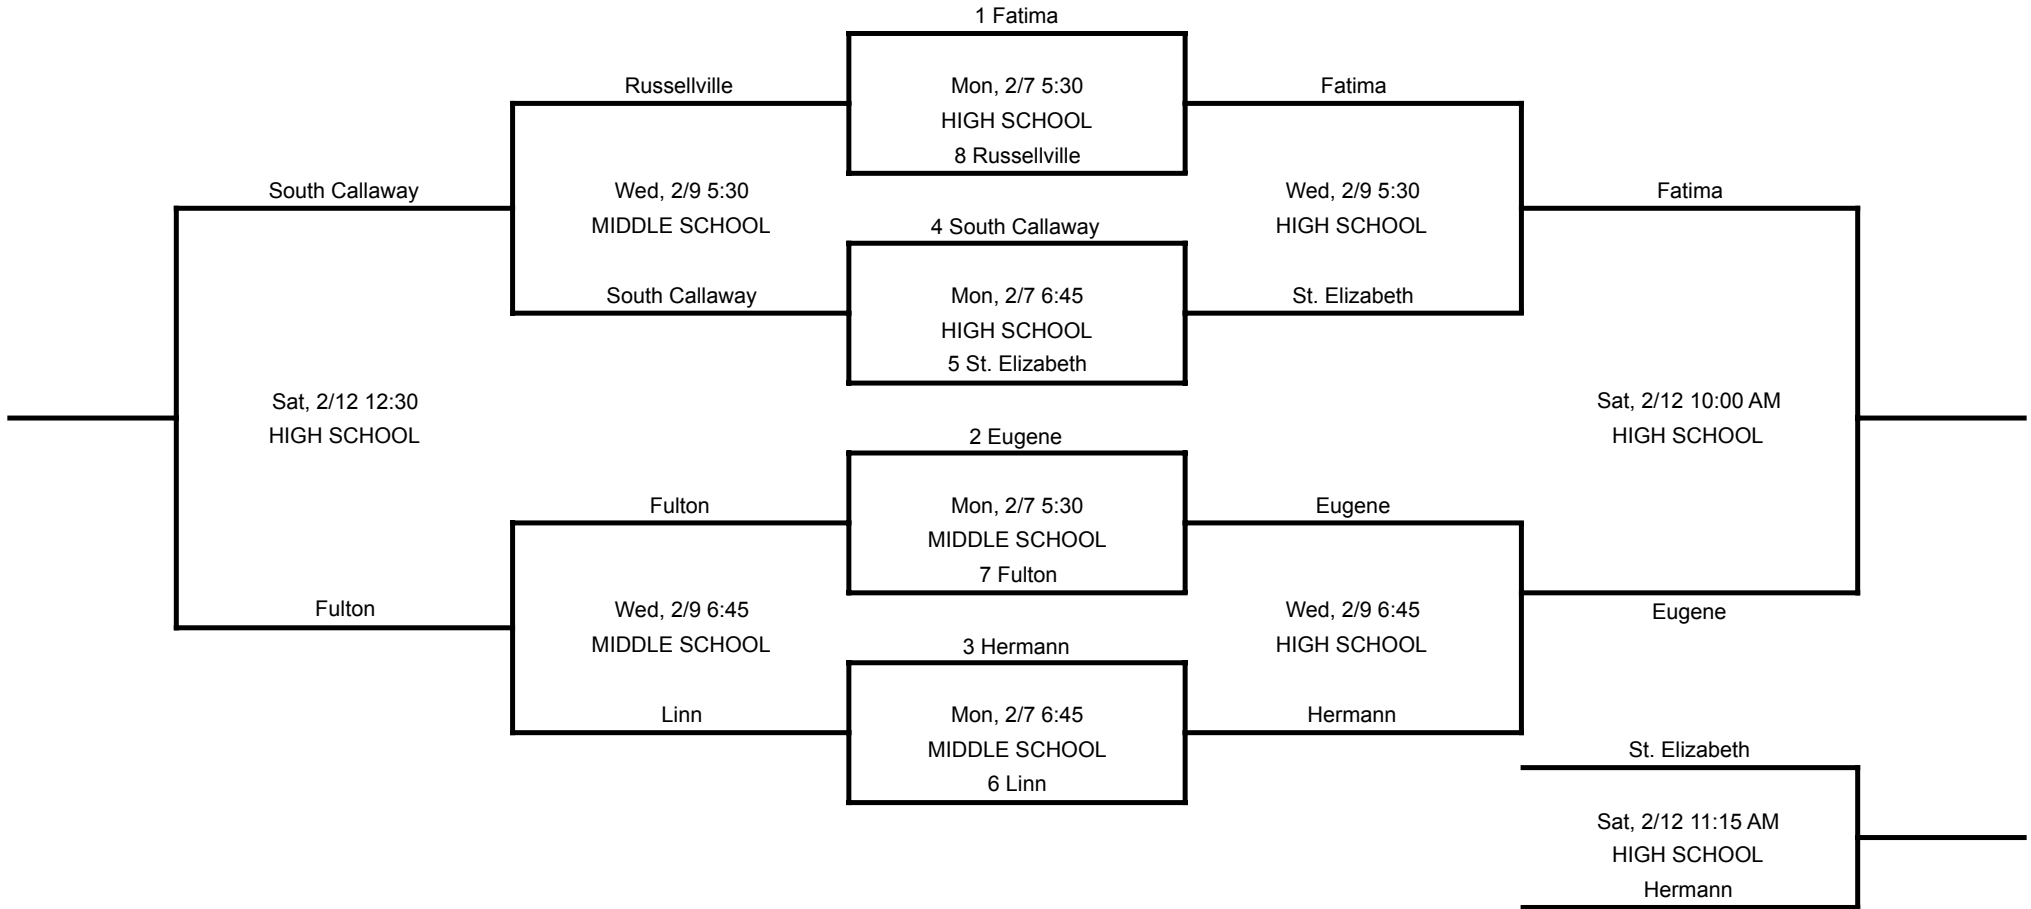 1 Fatima
Russellville
Mon, 2/7 5:30
HIGH SCHOOL
8 Russellville
Fatima
South Callaway
Wed, 2/9 5:30
MIDDLE SCHOOL
4 South Callaway
Wed, 2/9 5:30
HIGH SCHOOL
Fatima
South Callaway
Mon, 2/7 6:45
HIGH SCHOOL
5 St. Elizabeth
St. Elizabeth
Sat, 2/12 12:30
HIGH SCHOOL
Sat, 2/12 10:00 AM
HIGH SCHOOL
2 Eugene
Fulton
Mon, 2/7 5:30
MIDDLE SCHOOL
7 Fulton
Eugene
Fulton
Wed, 2/9 6:45
MIDDLE SCHOOL
3 Hermann
Wed, 2/9 6:45
HIGH SCHOOL
Eugene
Linn
Mon, 2/7 6:45
MIDDLE SCHOOL
6 Linn
Hermann
St. Elizabeth
Sat, 2/12 11:15 AM
HIGH SCHOOL
Hermann